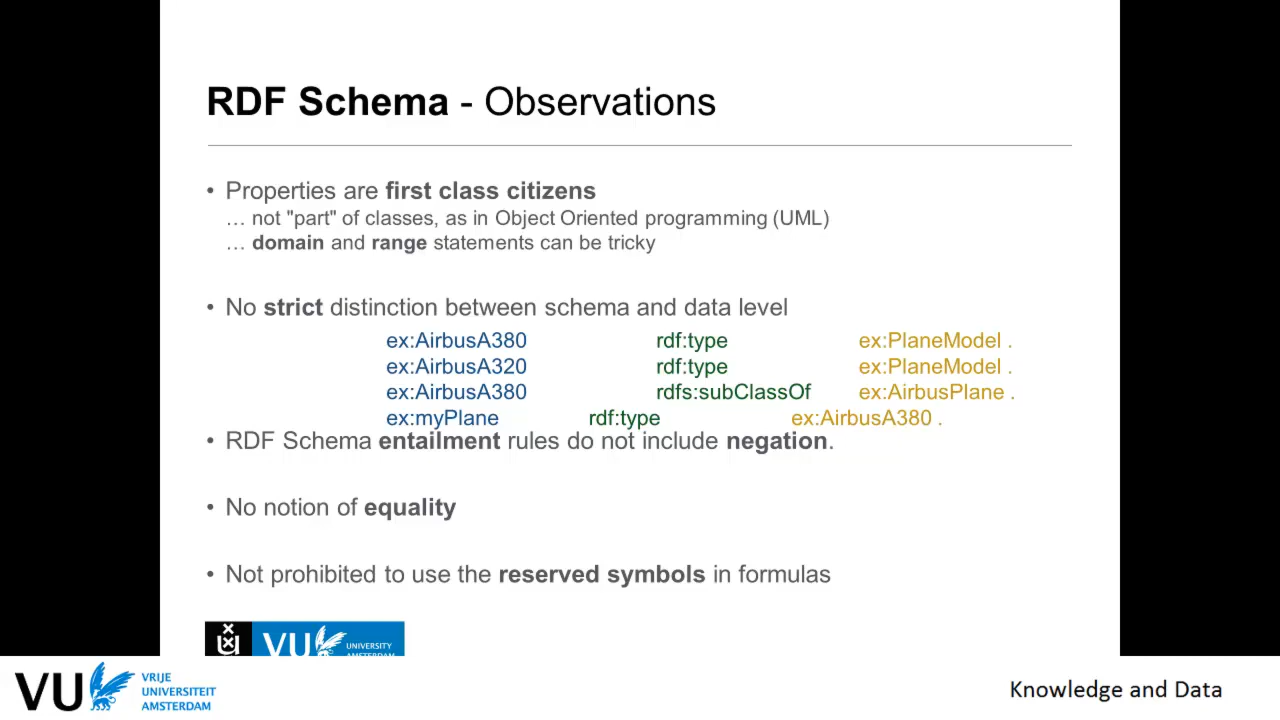 RDF Schema - Observations
• Properties are first class citizens
… not "part" of classes, as in Object Oriented programming (UML)
… domain and range statements can be tricky
• No strict distinction between schema and data level
ex:AirbusA380 rdf:type ex:PlaneModel .
ex:AirbusA320 rdf:type ex:PlaneModel .
ex:AirbusA380 rdfs:subClassOf ex:AirbusPlane .
ex:myPlane rdf:type ex:AirbusA380 .
• RDF Schema entailment rules do not include negation.
• No notion of equality
• Not prohibited to use the reserved symbols in formulas
VU UNIVERSITY
AMSTERDAM
VU VRIJE
UNIVERSITEIT
AMSTERDAM
Knowledge and Data